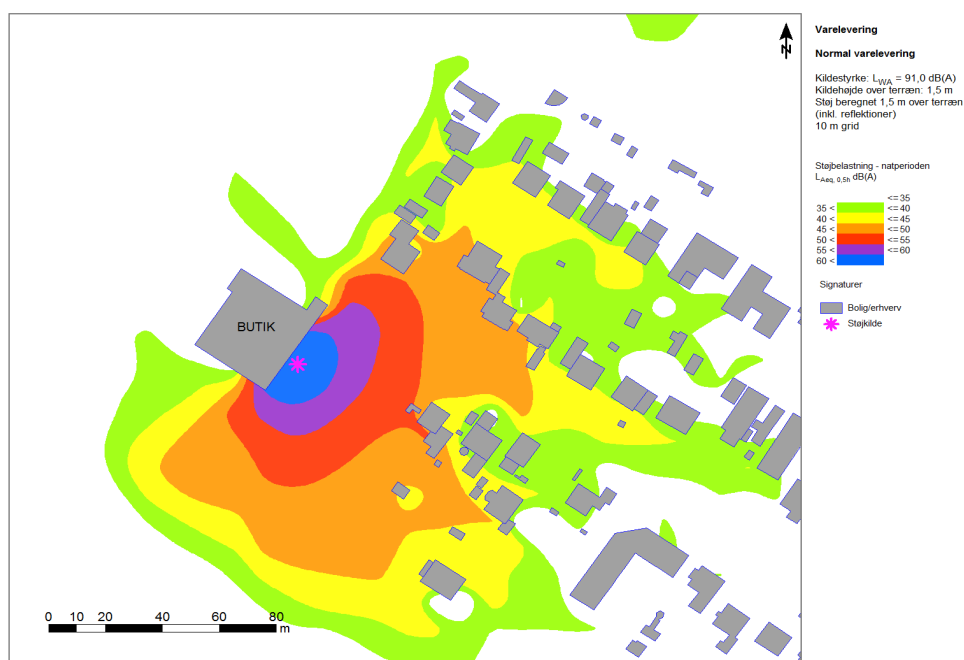 N
BUTIK
0 10 20 40 60 80
m
Varelevering
Normal varelevering
Kildestyrke: LWA = 91,0 dB(A)
Kildehøjde over terræn: 1,5 m
Støj beregnet 1,5 m over terræn
(inkl. reflektioner)
10 m grid
Støjbelastning - natperioden
LAeq, 0,5h dB(A)
<= 35
35 < <= 40
40 < <= 45
45 < <= 50
50 < <= 55
55 < <= 60
60 <
Signaturer
Bolig/erhverv
Støjkilde